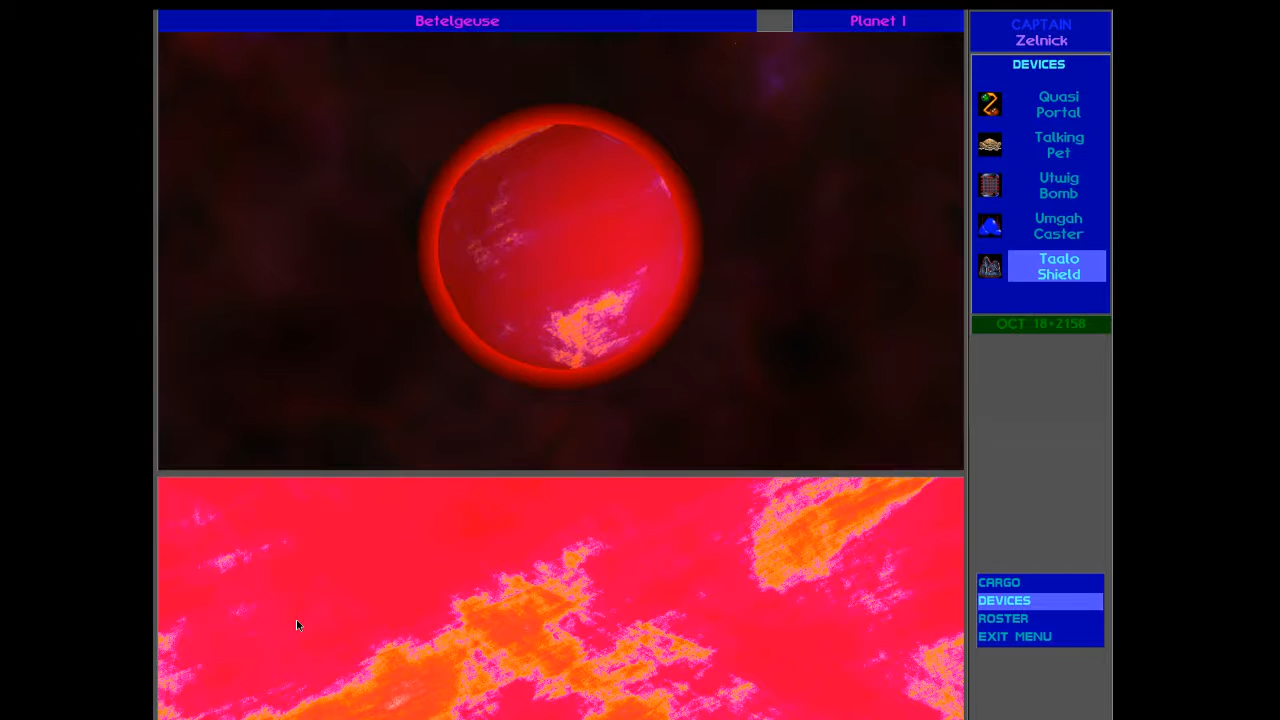 Betelgeuse
Planet I
CAPTAIN
Zelnick
DEVICES
Quasi
Portal
Talking
Pet
Utwig
Bomb
Umgah
Caster
Taalo
Shield
OCT 18•2158
CARGO
DEVICES
ROSTER
EXIT MENU